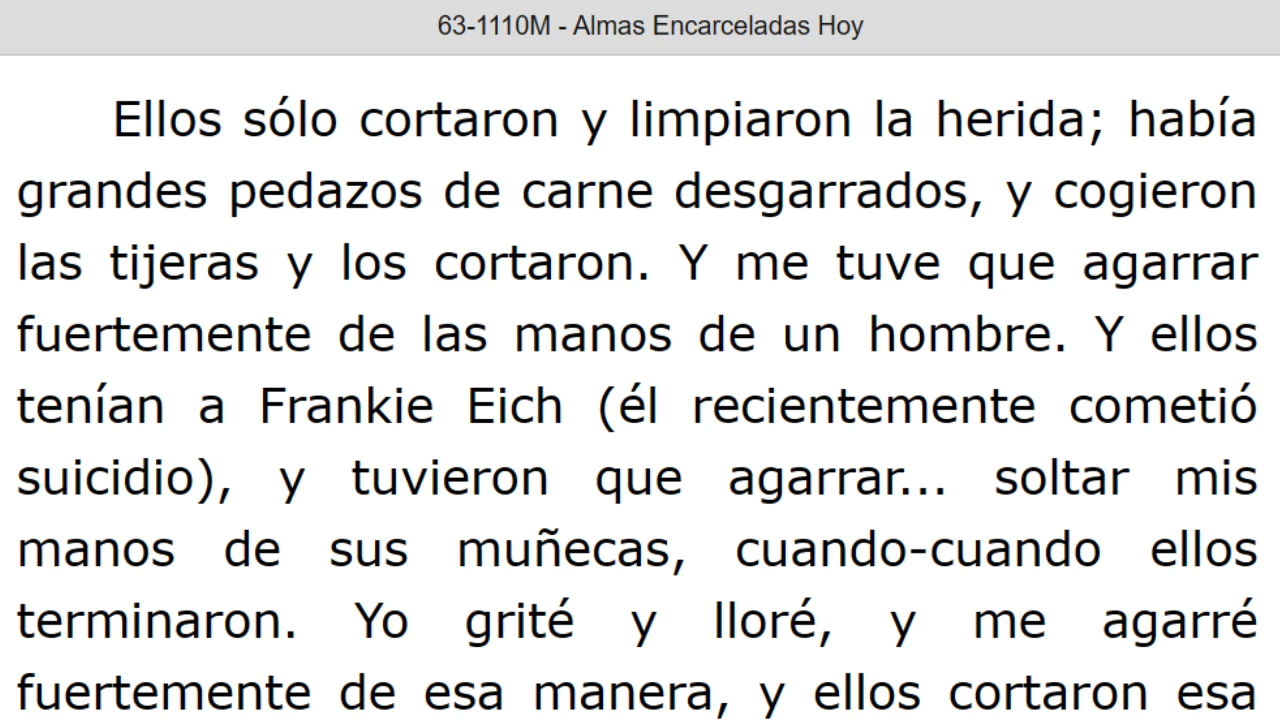 63-1110M - Almas Encarceladas Hoy
Ellos sólo cortaron y limpiaron la herida; había
grandes pedazos de carne desgarrados, y cogieron
las tijeras y los cortaron. Y me tuve que agarrar
fuertemente de las manos de un hombre. Y ellos
tenían a Frankie Eich (él recientemente cometió
suicidio), y tuvieron que agarrar... soltar mis
manos de sus muñecas, cuando-cuando ellos
terminaron. Yo grité y lloré, y me agarré
fuertemente de esa manera, y ellos cortaron esa